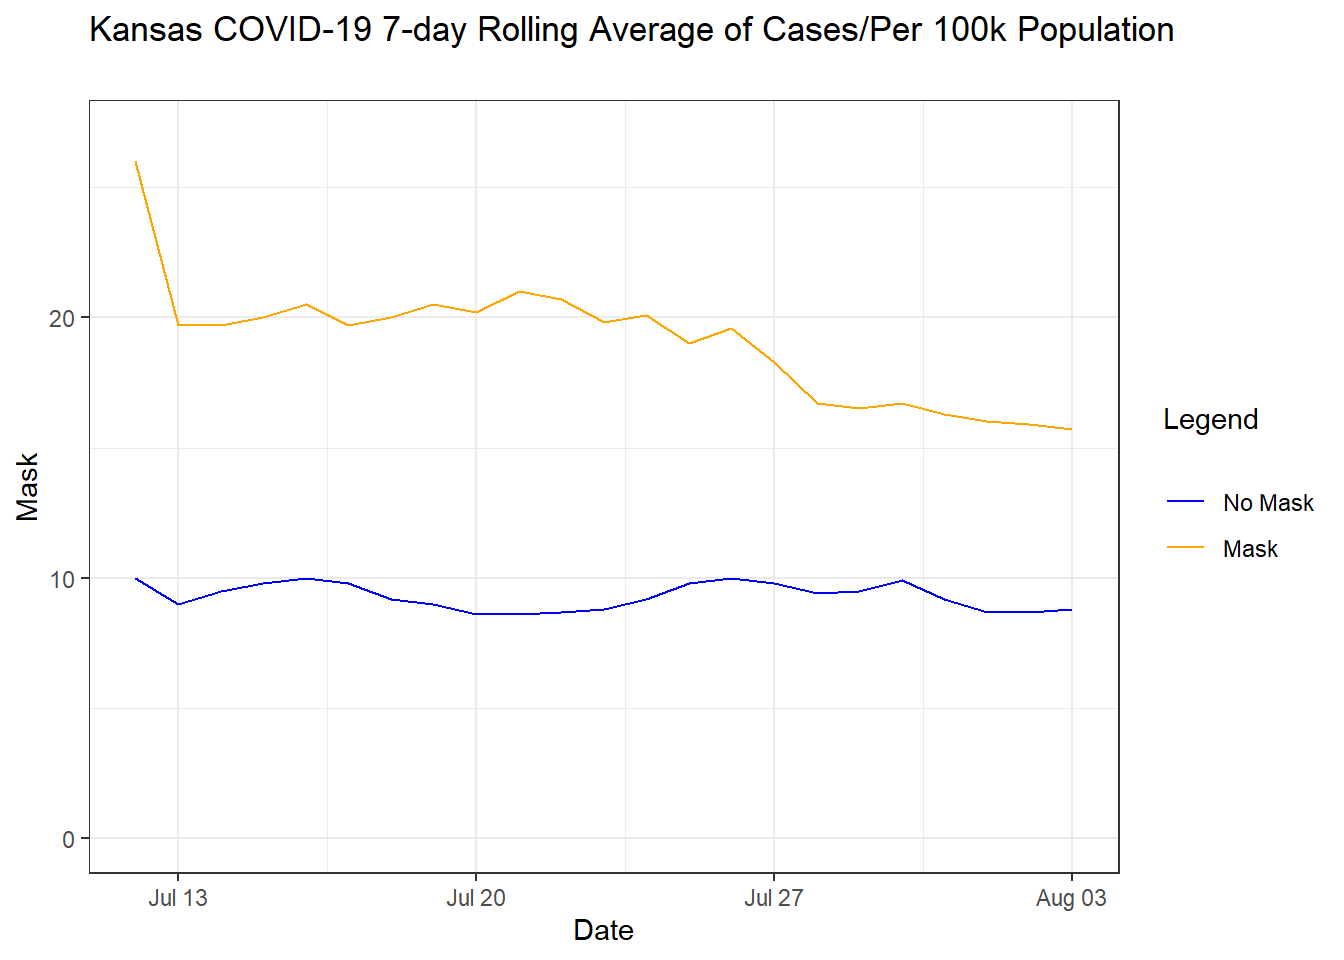 Kansas COVID-19 7-day Rolling Average of Cases/Per 100k Population
20
10
0
Mask
Jul 13 Jul 20 Jul 27 Aug 03
Date
Legend
No Mask
Mask